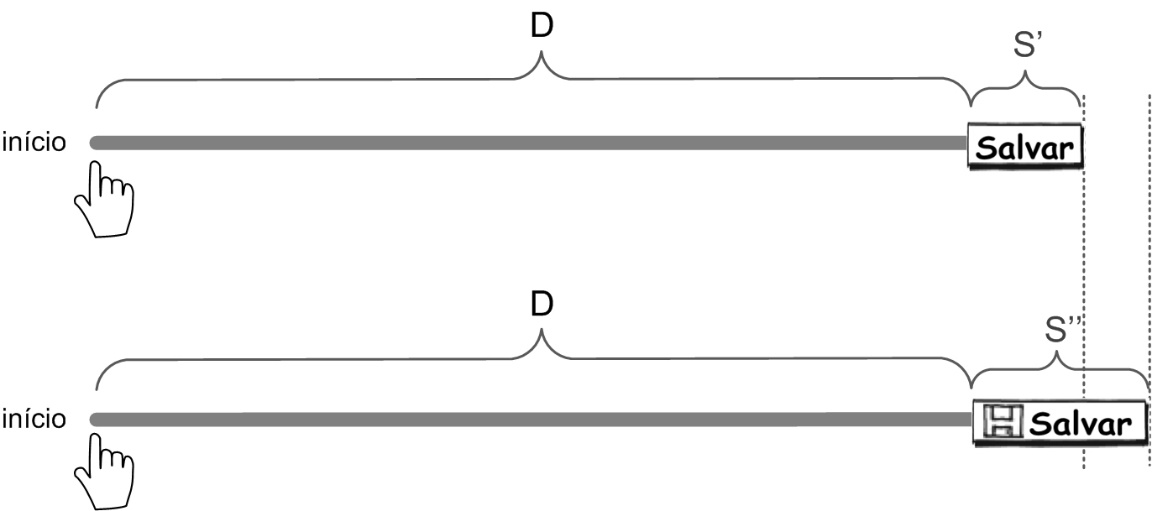 D
S’
início
Salvar
D
S’’
início
Salvar